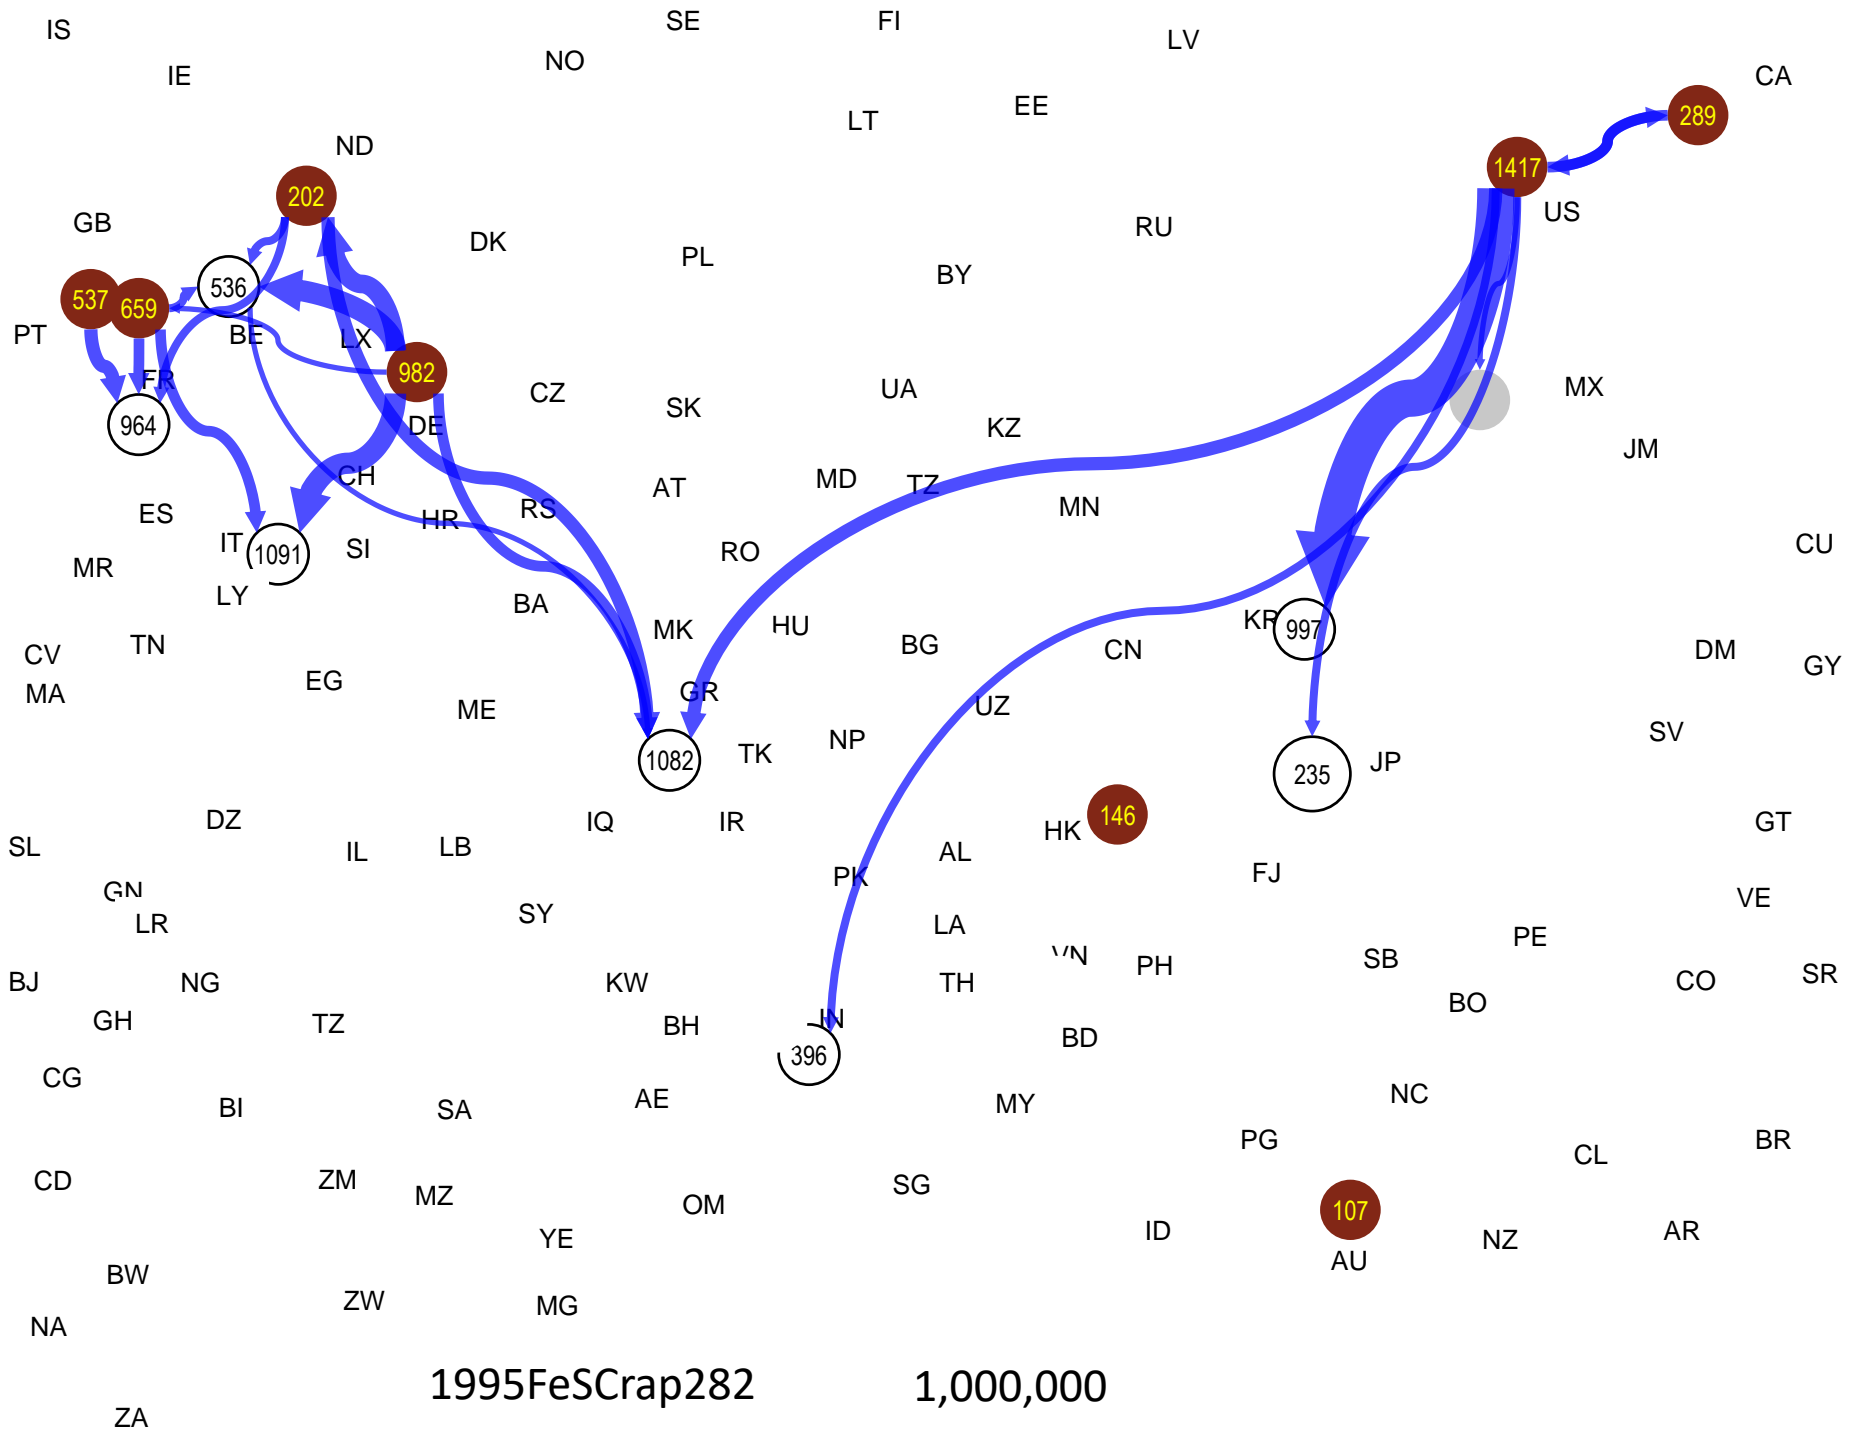 IS
SE
FI
NO
LV
IE
CA
LT
EE
289
ND
1417
202
US
GB
DK
PL
RU
BY
536
537
659
PT
BE
LX
982
FR
CZ
UA
MX
SK
964
DE
KZ
JM
CH
AT
MD
TZ
MN
ES
RS
HR
IT
1091
SI
RO
CU
MR
LY
BA
HU
KR
997
MK
TN
BG
CN
DM
CV
GY
MA
EG
GR
ME
UZ
NP
SV
TK
1082
JP
235
DZ
IQ
IR
146
HK
GT
SL
IL
LB
AL
PK
FJ
GN
VE
LR
SY
LA
PE
VN
PH
SB
BJ
NG
KW
TH
CO
SR
BO
GH
TZ
BH
IN
BD
396
CG
BI
SA
AE
MY
NC
PG
BR
CL
CD
ZM
MZ
SG
OM
107
YE
ID
NZ
AR
AU
BW
ZW
MG
NA
1995FeSCrap282
1,000,000
ZA